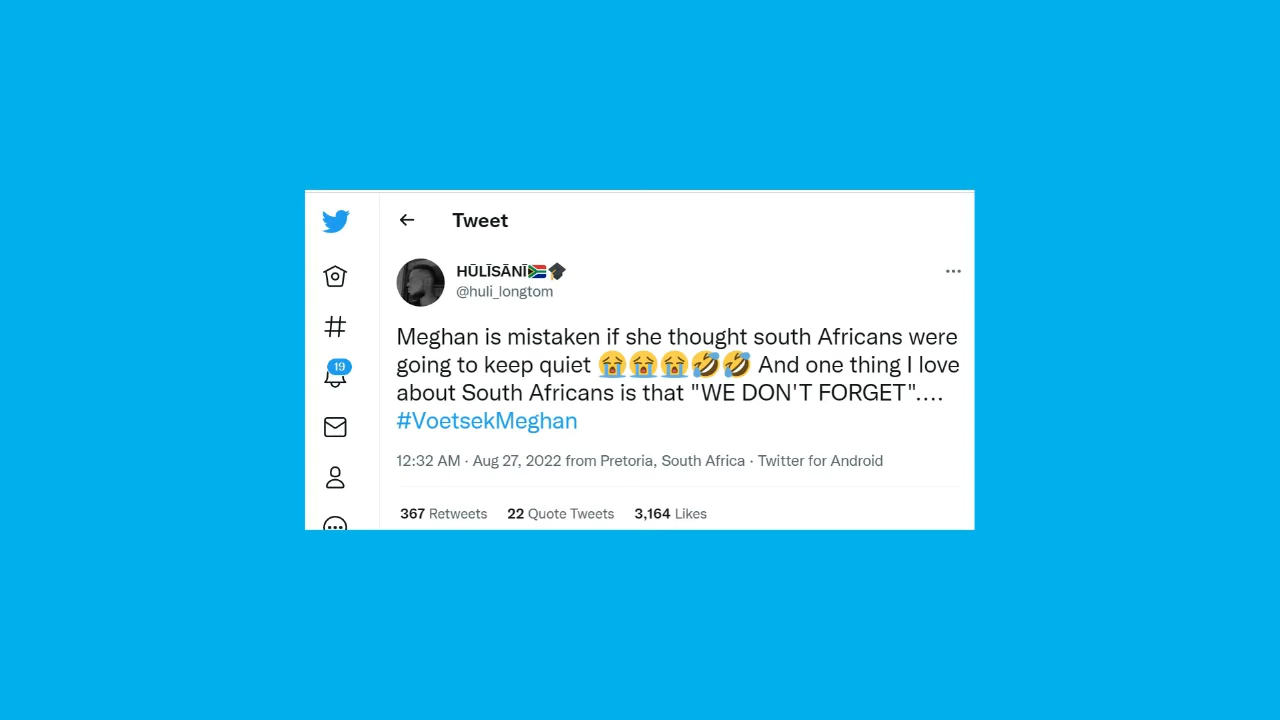 Tweet
HŪLĪSĀNĪ🇿🇦🎓
@huli_longtom
Meghan is mistaken if she thought south Africans were
going to keep quiet 😭😭😭🤣🤣 And one thing I love
about South Africans is that "WE DON'T FORGET"....
#VoetsekMeghan
12:32 AM · Aug 27, 2022 from Pretoria, South Africa · Twitter for Android
367 Retweets 22 Quote Tweets 3,164 Likes
19